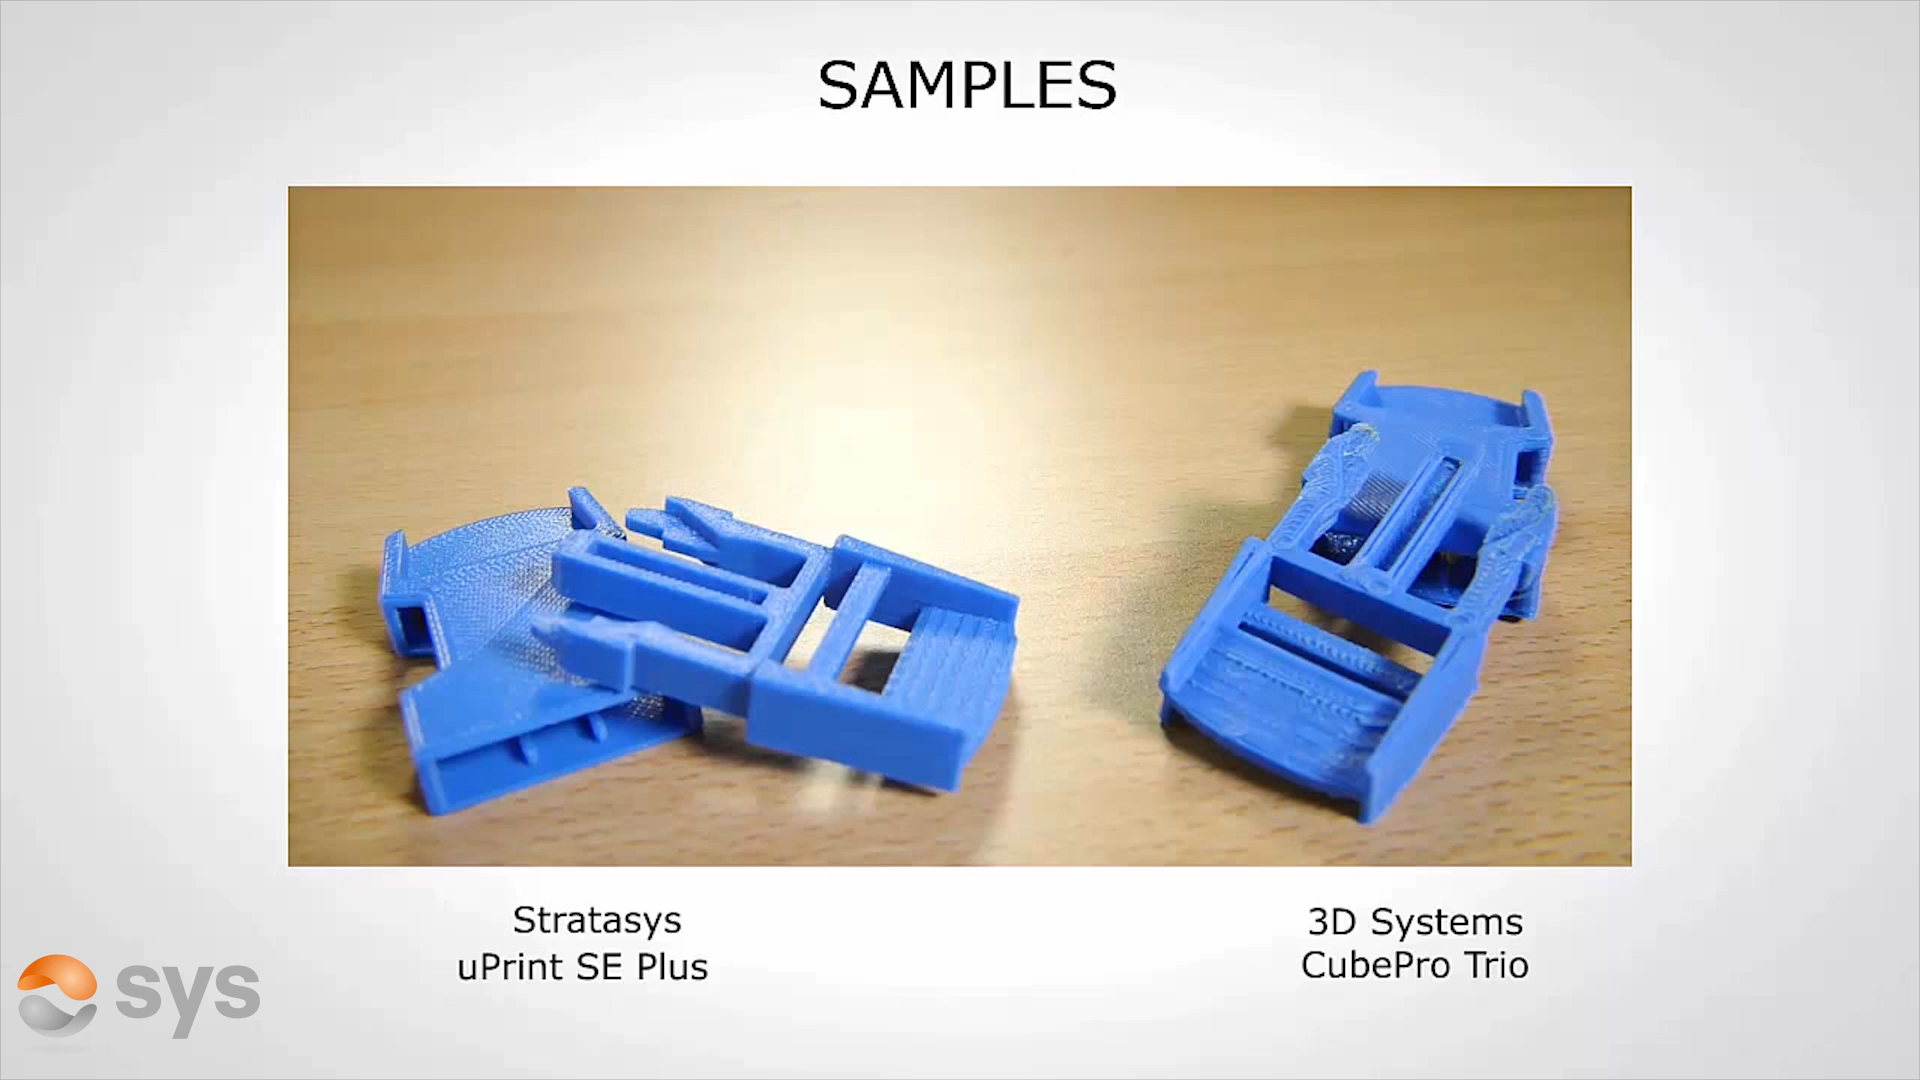 SAMPLES
Stratasys
uPrint SE Plus
3D Systems
CubePro Trio
sys